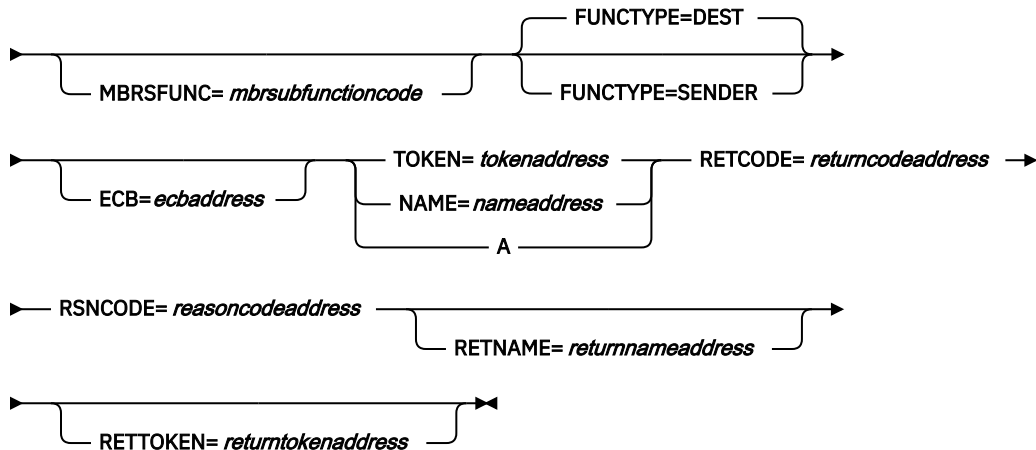 FUNCTYPE=DEST
MBRSFUNC= mbrsubfunctioncode
FUNCTYPE=SENDER
TOKEN= tokenaddress
RETCODE= returncodeaddress
ECB= ecbaddress
NAME= nameaddress
A
RSNCODE= reasoncodeaddress
RETNAME= returnnameaddress
RETTOKEN= returntokenaddress